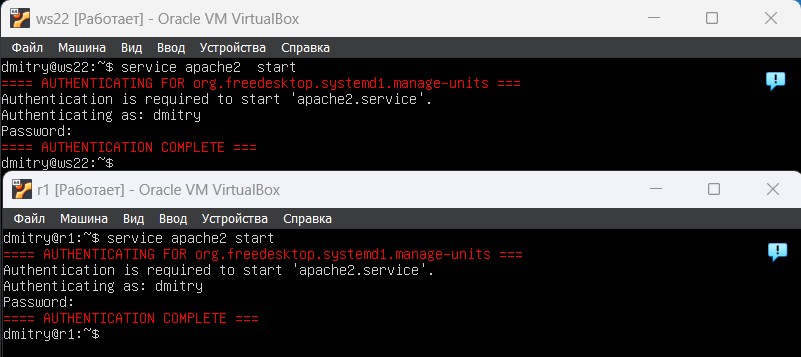 ws22 [Работает] - Oracle VM VirtualBox
Файл Машина Вид Ввод Устройства Справка
dmitry@ws22:~$ service apache2  start
==== AUTHENTICATING FOR org.freedesktop.systemd1.manage-units ===
Authentication is required to start 'apache2.service'.
Authenticating as: dmitry
Password:
==== AUTHENTICATION COMPLETE ===
dmitry@ws22:~$
r1 [Работает] - Oracle VM VirtualBox
Файл Машина Вид Ввод Устройства Справка
dmitry@r1:~$ service apache2 start
==== AUTHENTICATING FOR org.freedesktop.systemd1.manage-units ===
Authentication is required to start 'apache2.service'.
Authenticating as: dmitry
Password:
==== AUTHENTICATION COMPLETE ===
dmitry@r1:~$